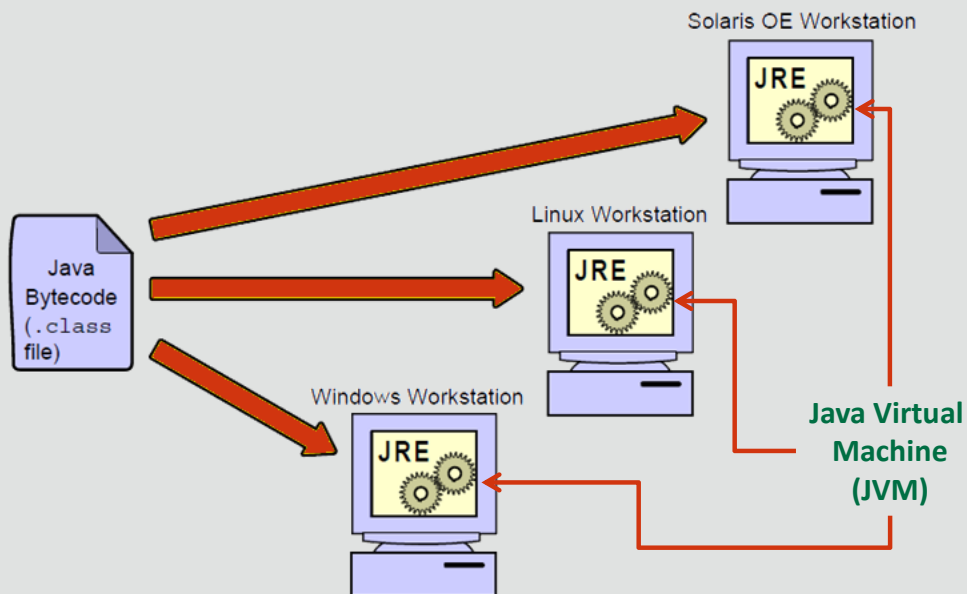 Solaris OE Workstation
JRE
Linux Workstation
JRE
Java
Bytecode
(.class
file)
Windows Workstation
JRE
Java Virtual
Machine
(JVM)